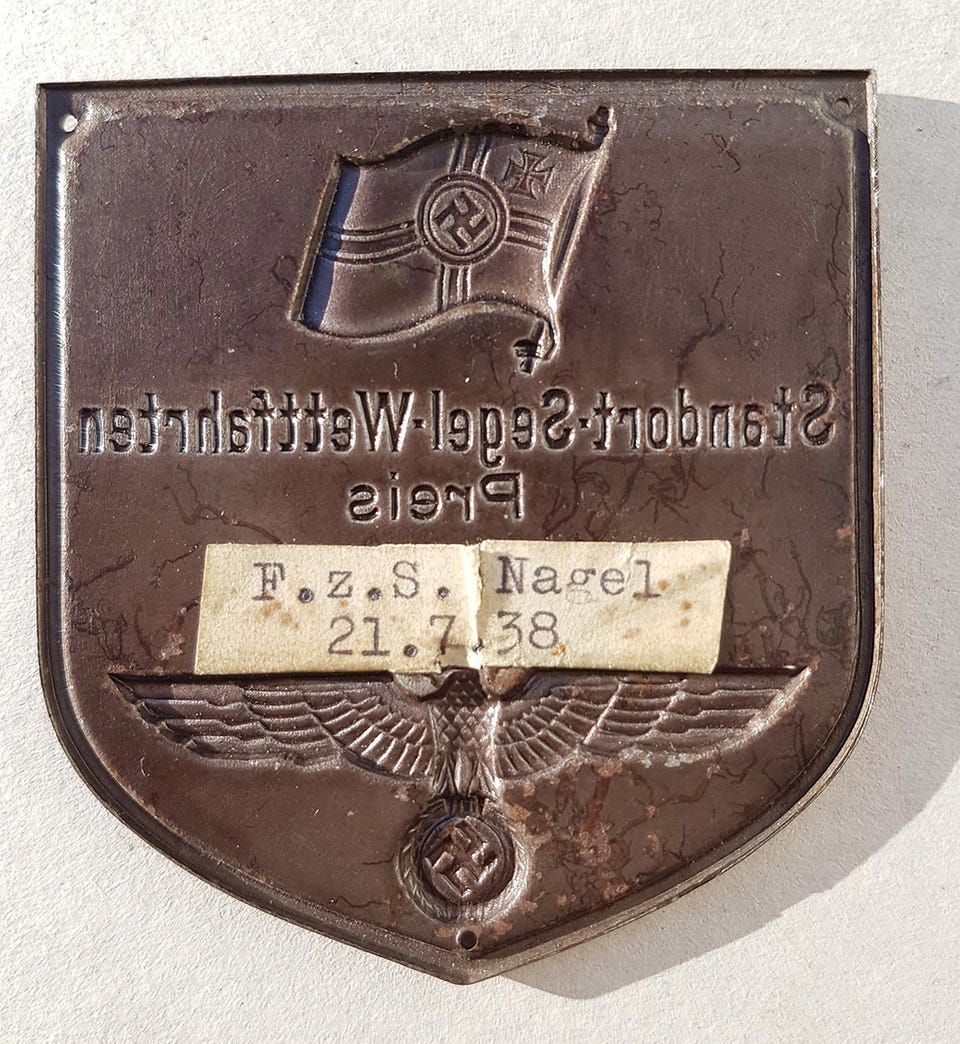 Standort-Segel-Wettfahrten
Preis
F.z.S. Nagel
21.7.38